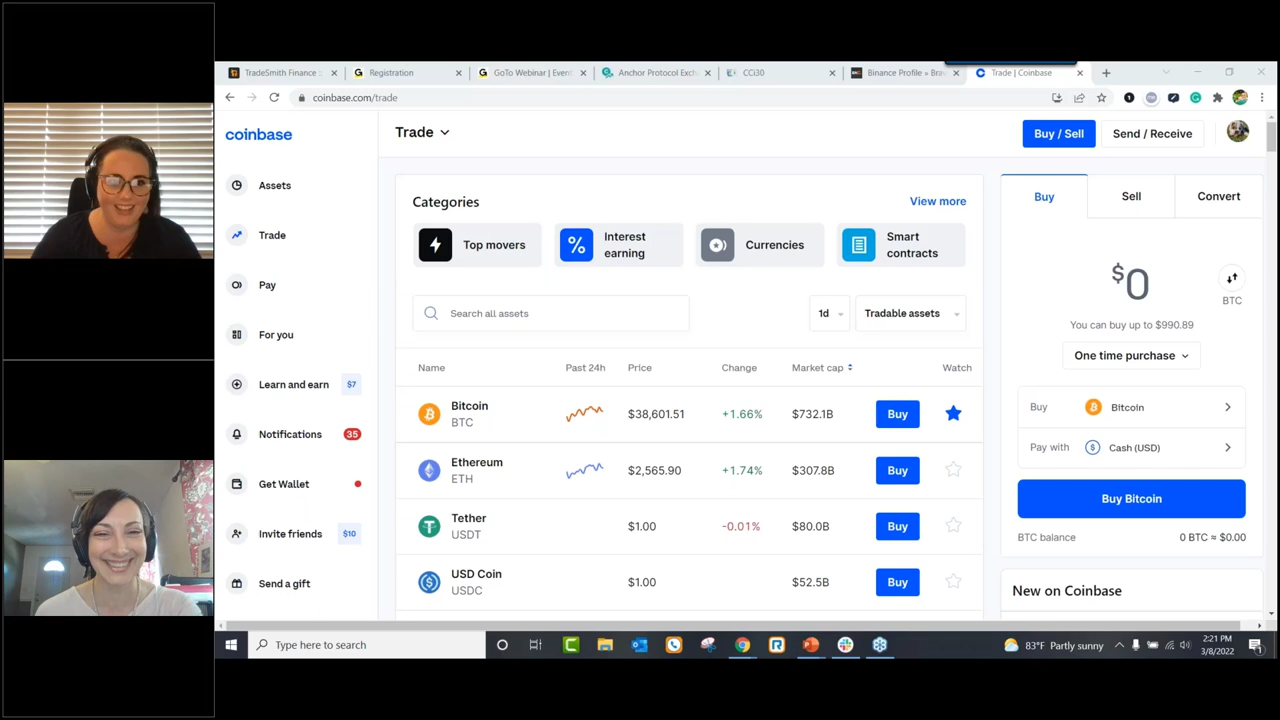 TradeSmith Finance ::
Registration
GoTo Webinar | Event
Anchor Protocol Exch
CCi30
Binance Profile » Brav
Trade | Coinbase
coinbase.com/trade
coinbase
Trade
Buy / Sell
Send / Receive
Assets
Trade
Pay
For you
Learn and earn
$7
Notifications
35
Get Wallet
Invite friends
$10
Send a gift
Categories
View more
Top movers
Interest
earning
Currencies
Smart
contracts
Search all assets
1d
Tradable assets
Name Past 24h Price Change Market cap Watch
Bitcoin
BTC
$38,601.51 +1.66% $732.1B Buy
Ethereum
ETH
$2,565.90 +1.74% $307.8B Buy
Tether
USDT
$1.00 -0.01% $80.0B Buy
USD Coin
USDC
$1.00 $52.5B Buy
Buy Sell Convert
$0
BTC
You can buy up to $990.89
One time purchase
Buy Bitcoin
Pay with Cash (USD)
Buy Bitcoin
BTC balance 0 BTC ≈ $0.00
New on Coinbase
Type here to search
83°F Partly sunny
2:21 PM
3/8/2022